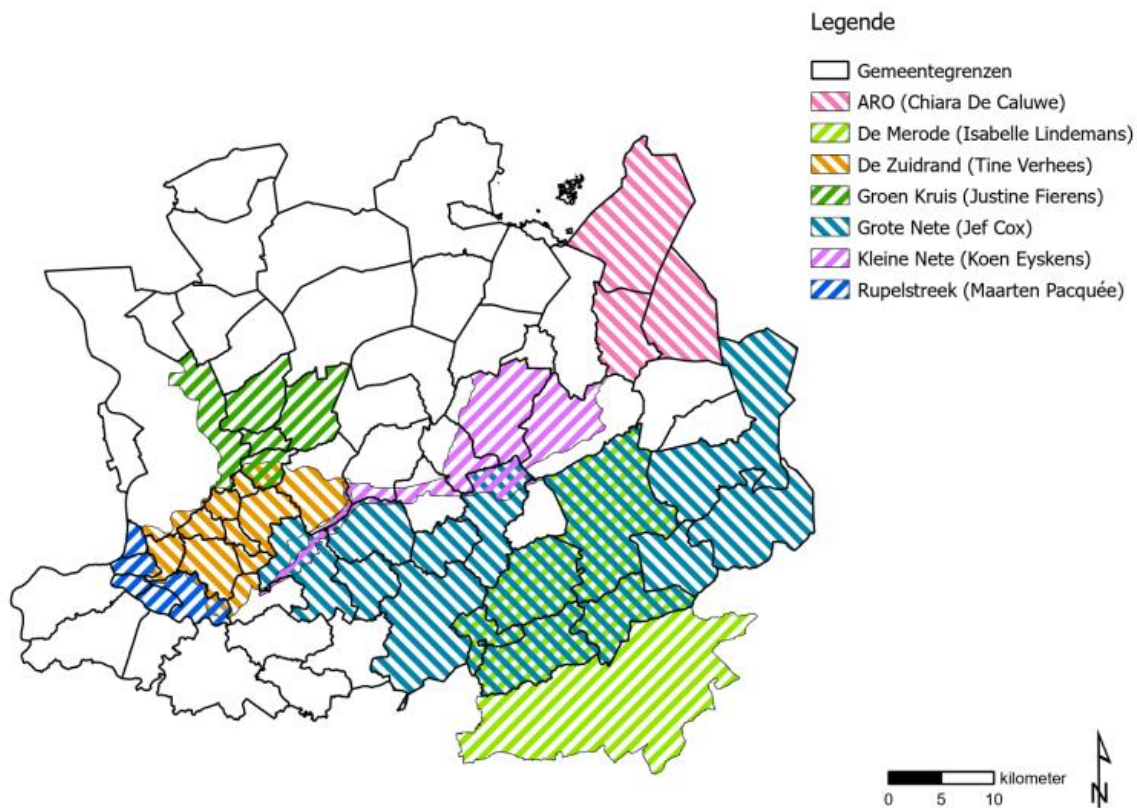 Legende
Gemeentegrenzen
ARO (Chiara De Caluwe)
De Merode (Isabelle Lindemans)
De Zuidrand (Tine Verhees)
Groen Kruis (Justine Fierens)
Grote Nete (Jef Cox)
Kleine Nete (Koen Eyskens)
Rupelstreek (Maarten Pacquée)
kilometer
0 5 10
N